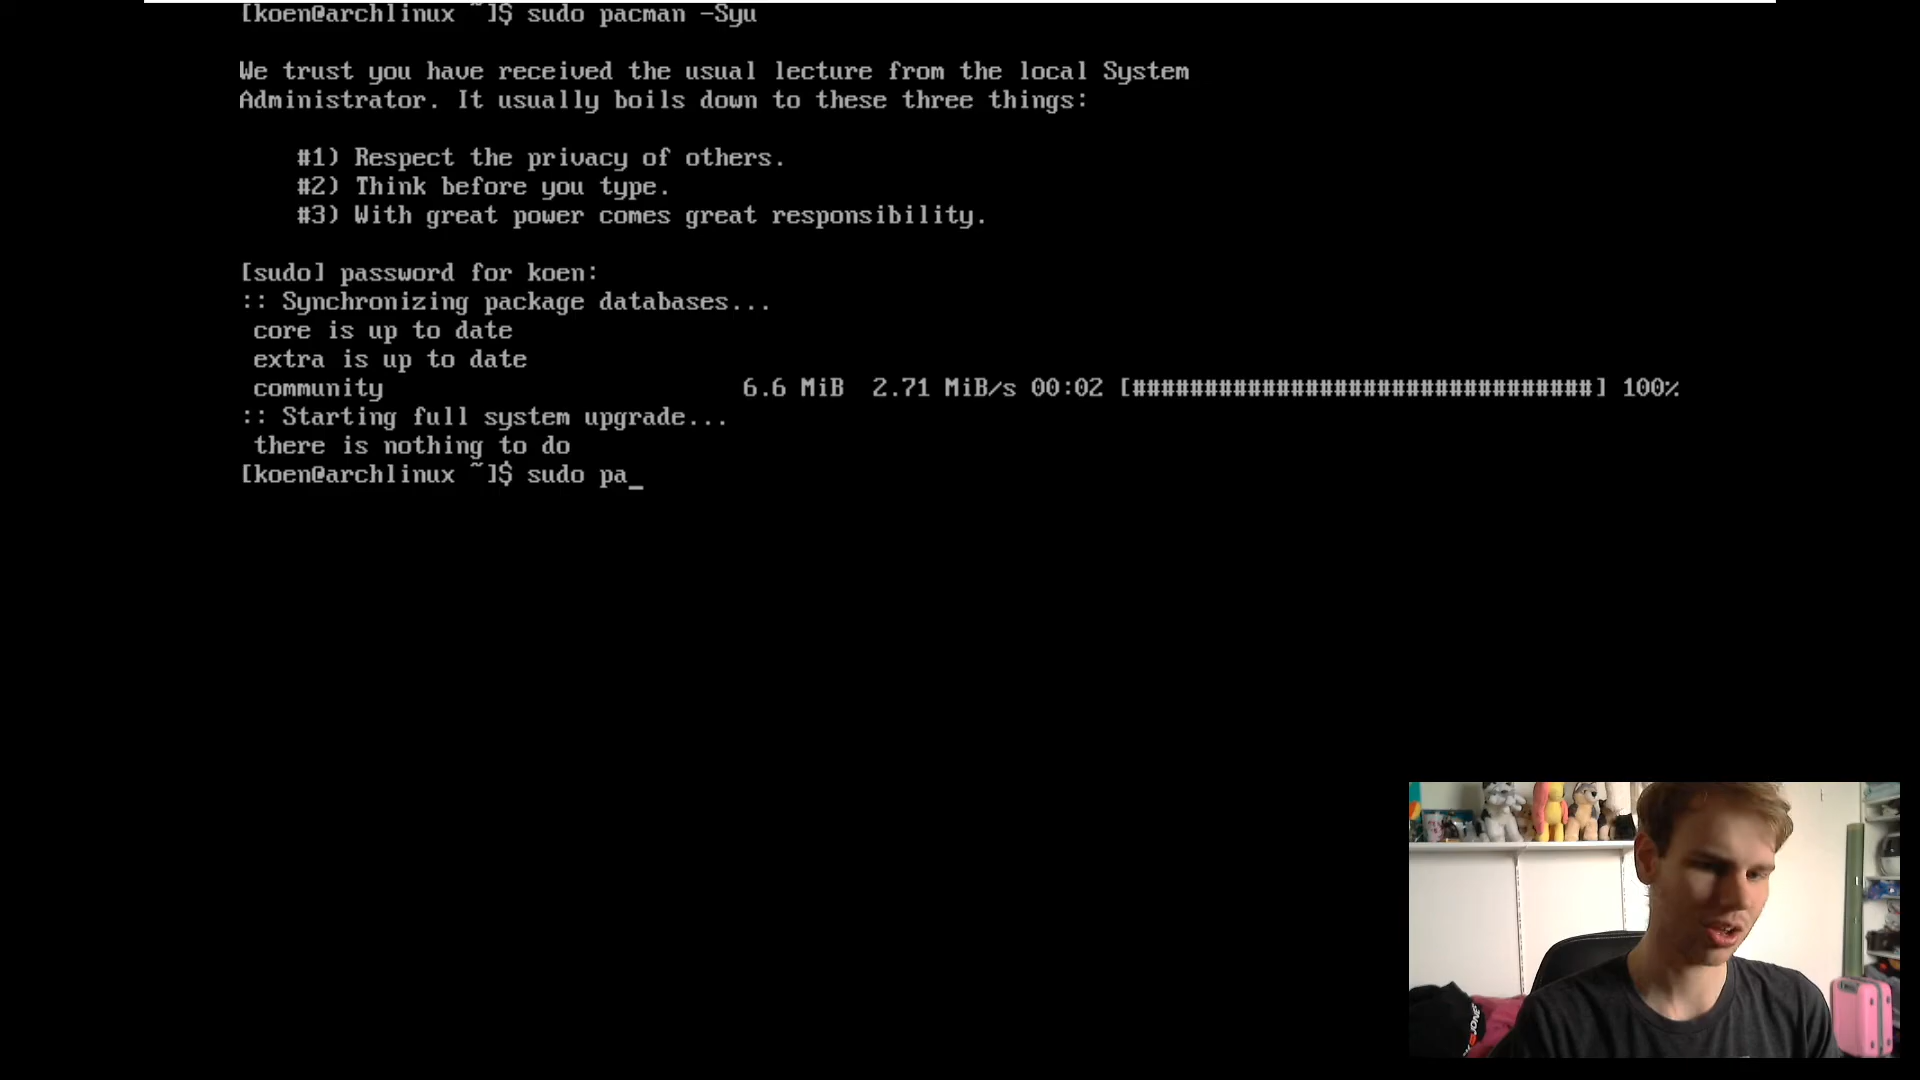 [koen@archlinux ~]$ sudo pacman -Syu
We trust you have received the usual lecture from the local System
Administrator. It usually boils down to these three things:
#1) Respect the privacy of others.
#2) Think before you type.
#3) With great power comes great responsibility.
[sudo] password for koen:
:: Synchronizing package databases...
core is up to date
extra is up to date
community 6.6 MiB 2.71 MiB/s 00:02 [################################] 100%
:: Starting full system upgrade...
there is nothing to do
[koen@archlinux ~]$ sudo pa_